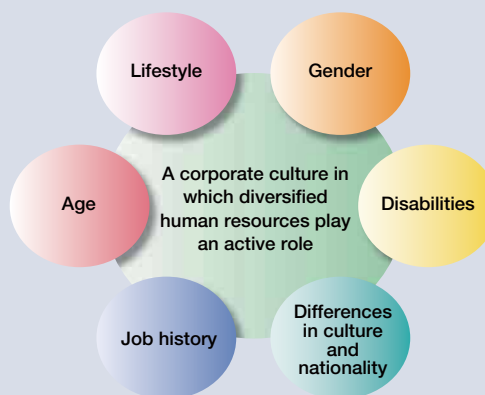 Lifestyle
Gender
A corporate culture in
which diversified
human resources play
an active role
Age
Disabilities
Job history
Differences
in culture
and
nationality